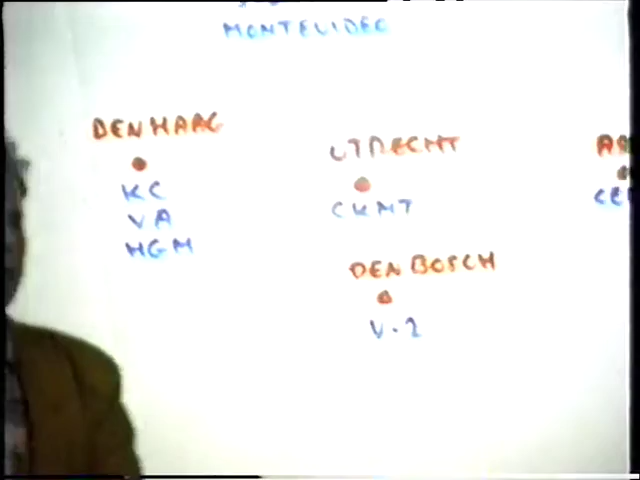 MONTEVIDEO
DEN HAAG
UTRECHT
KC
CKMT
VA
HGM
DEN BOSCH
V-2